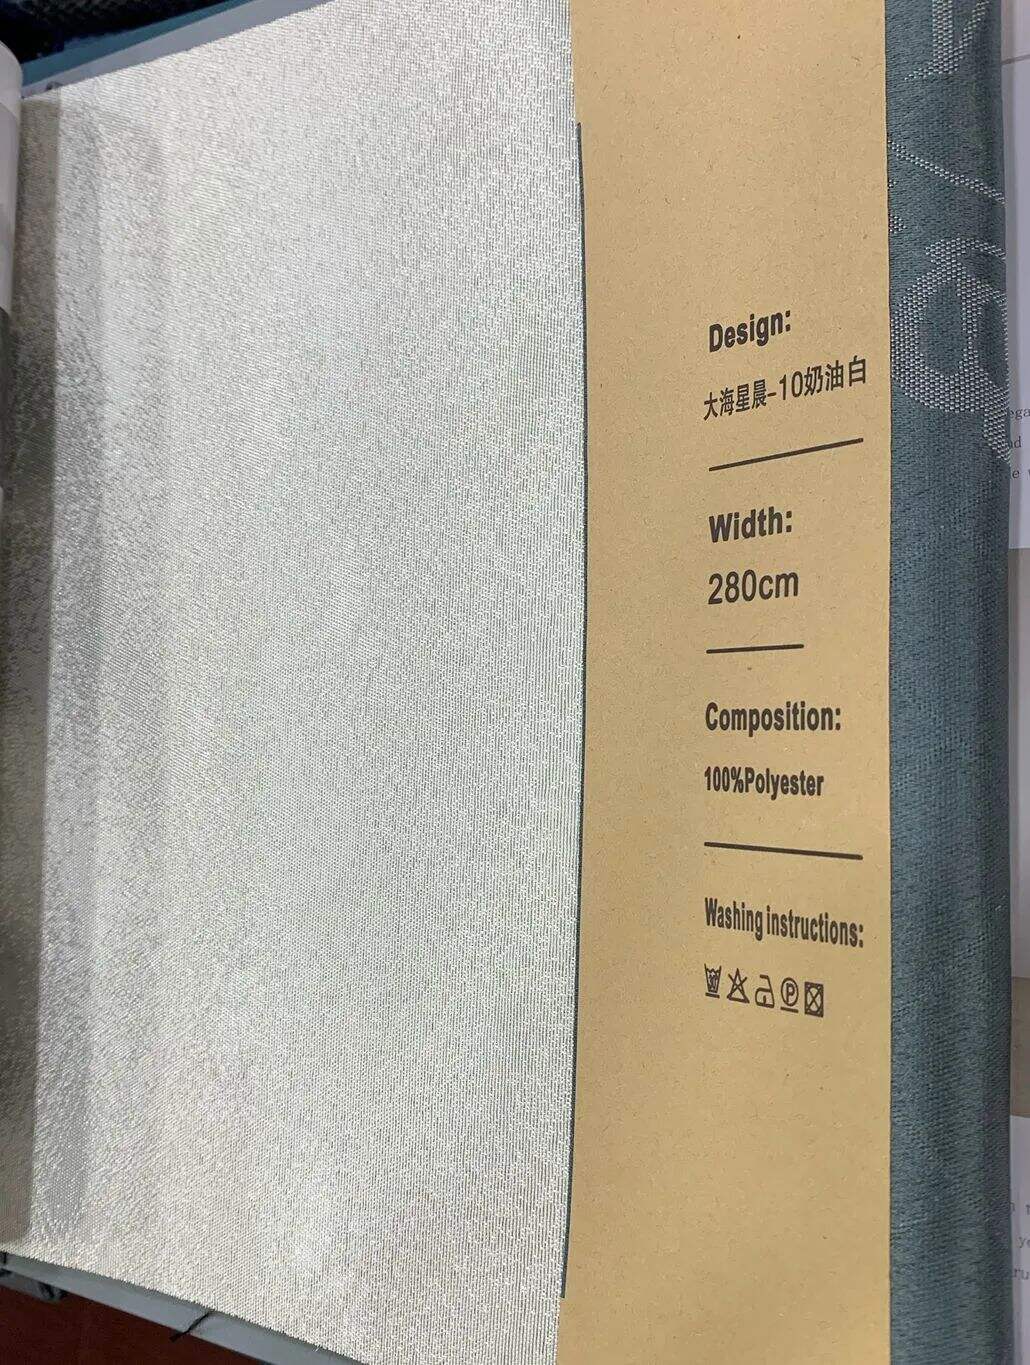 Design:
大海星晨-10奶油白
Width:
280cm
Composition:
100%Polyester
Washing instructions:
P